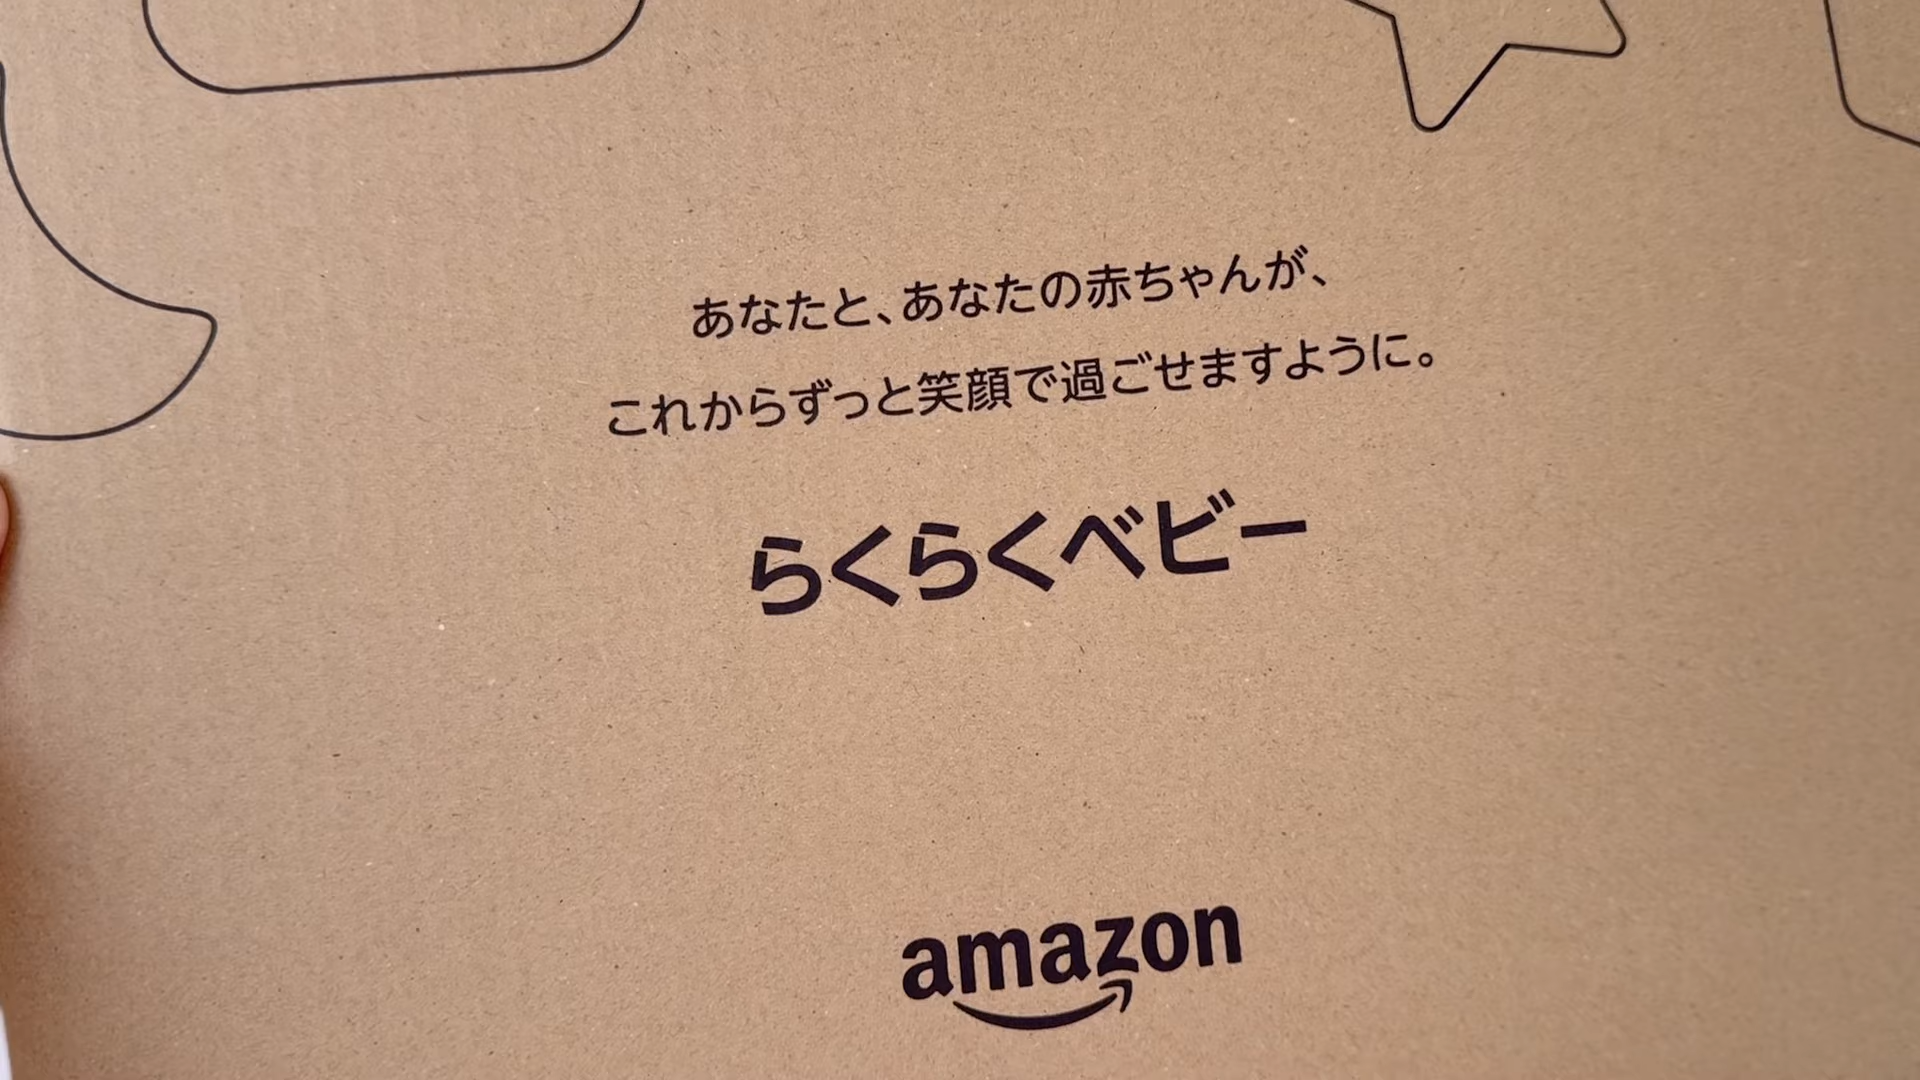 あなたと、あなたの赤ちゃんが、
これからずっと笑顔で過ごせますように。
らくらくベビー
amazon